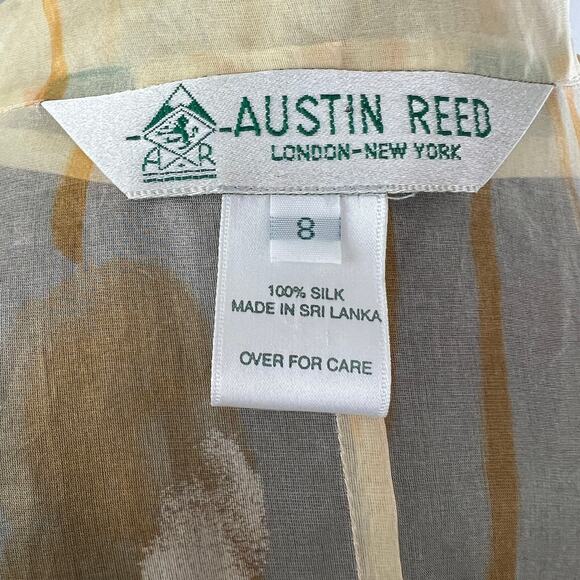 AUSTIN REED
LONDON-NEW YORK
A R
8
100% SILK
MADE IN SRI LANKA
OVER FOR CARE